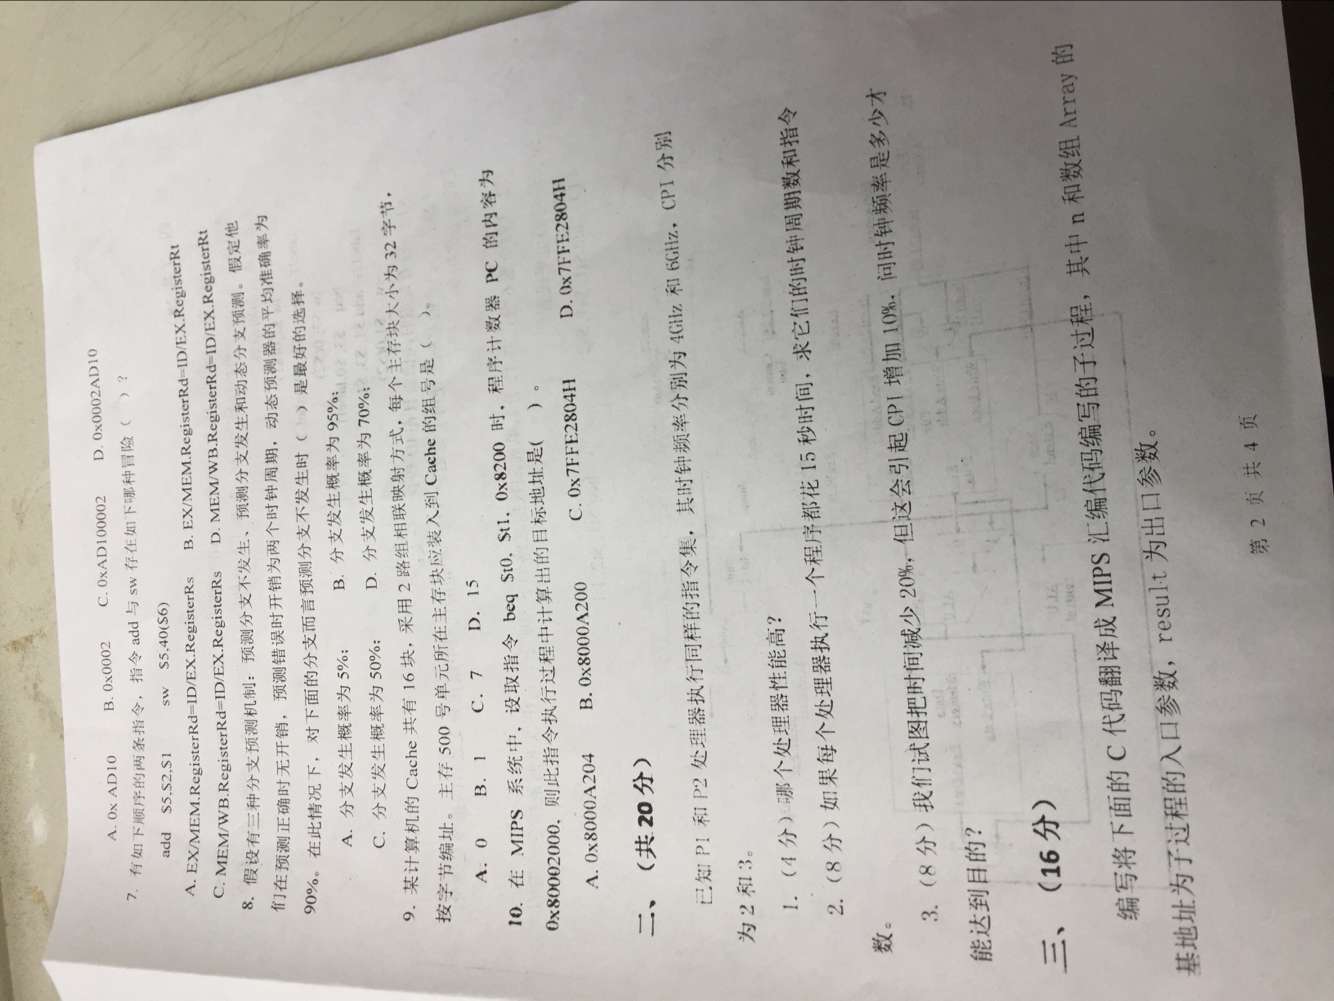 A. 0x AD10 B. 0x0002 C. 0xAD100002 D. 0x0002AD10
7. 有如下顺序的两条指令，指令 add 与 sw 存在如下哪种冒险（ ）？
add $5,$2,$1 sw $5,40($6)
A. EX/MEM.RegisterRd=ID/EX.RegisterRs B. EX/MEM.RegisterRd=ID/EX.RegisterRt
C. MEM/WB.RegisterRd=ID/EX.RegisterRs D. MEM/WB.RegisterRd=ID/EX.RegisterRt
8. 假设有三种分支预测机制：预测分支不发生、预测分支发生和动态分支预测。假定他
们在预测正确时无开销，预测错误时开销为两个时钟周期，动态预测器的平均准确率为
90%。在此情况下，对下面的分支而言预测分支不发生时（ ）是最好的选择。
A. 分支发生概率为 5%; B. 分支发生概率为 95%;
C. 分支发生概率为 50%; D. 分支发生概率为 70%;
9. 某计算机的 Cache 共有 16 块，采用 2 路组相联映射方式，每个主存块大小为 32 字节，
按字节编址。主存 500 号单元所在主存块应装入到 Cache 的组号是（ ）。
A. 0 B. 1 C. 7 D. 15
10. 在 MIPS 系统中，设取指令 beq $t0, $t1, 0x8200 时，程序计数器 PC 的内容为
0x80002000, 则此指令执行过程中计算出的目标地址是( ) 。
A. 0x8000A204 B. 0x8000A200 C. 0x7FFE2804H D. 0x7FFE2804H
二、（共 20 分）
已知 P1 和 P2 处理器执行同样的指令集，其时钟频率分别为 4GHz 和 6GHz，CPI 分别
为 2 和 3。
1. （4 分）哪个处理器性能高？
2. （8 分）如果每个处理器执行一个程序都花 15 秒时间，求它们的时钟周期数和指令
数。
3. （8 分）我们试图把时间减少 20%，但这会引起 CPI 增加 10%. 问时钟频率是多少才
能达到目的？
三、（16 分）
编写将下面的 C 代码翻译成 MIPS 汇编代码编写的子过程，其中 n 和数组 Array 的
基地址为子过程的入口参数，result 为出口参数。
第 2 页 共 4 页